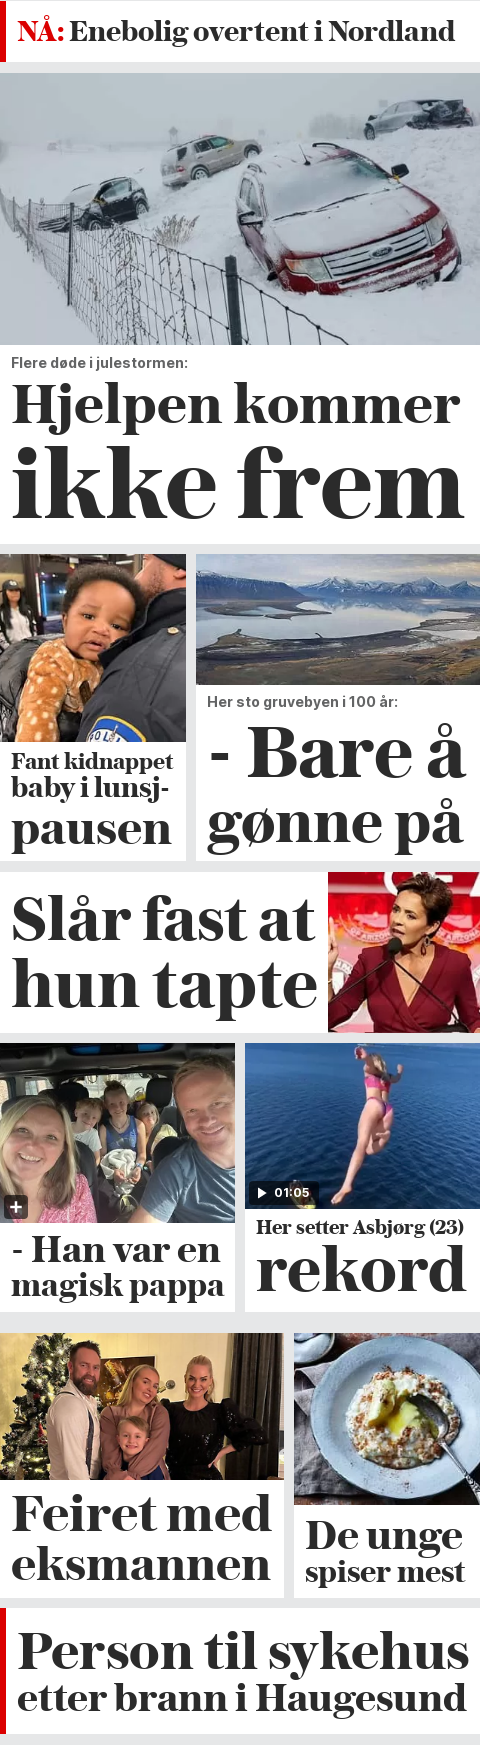 NÅ: Enebolig overtent i Nordland
Flere døde i julestormen:
Hjelpen kommer
ikke frem
Fant kidnappet
baby i lunsj-
pausen
Her sto gruvebyen i 100 år:
- Bare å
gønne på
Slår fast at
hun tapte
- Han var en
magisk pappa
01:05
Her setter Asbjørg (23)
rekord
Feiret med
eksmannen
De unge
spiser mest
Person til sykehus
etter brann i Haugesund